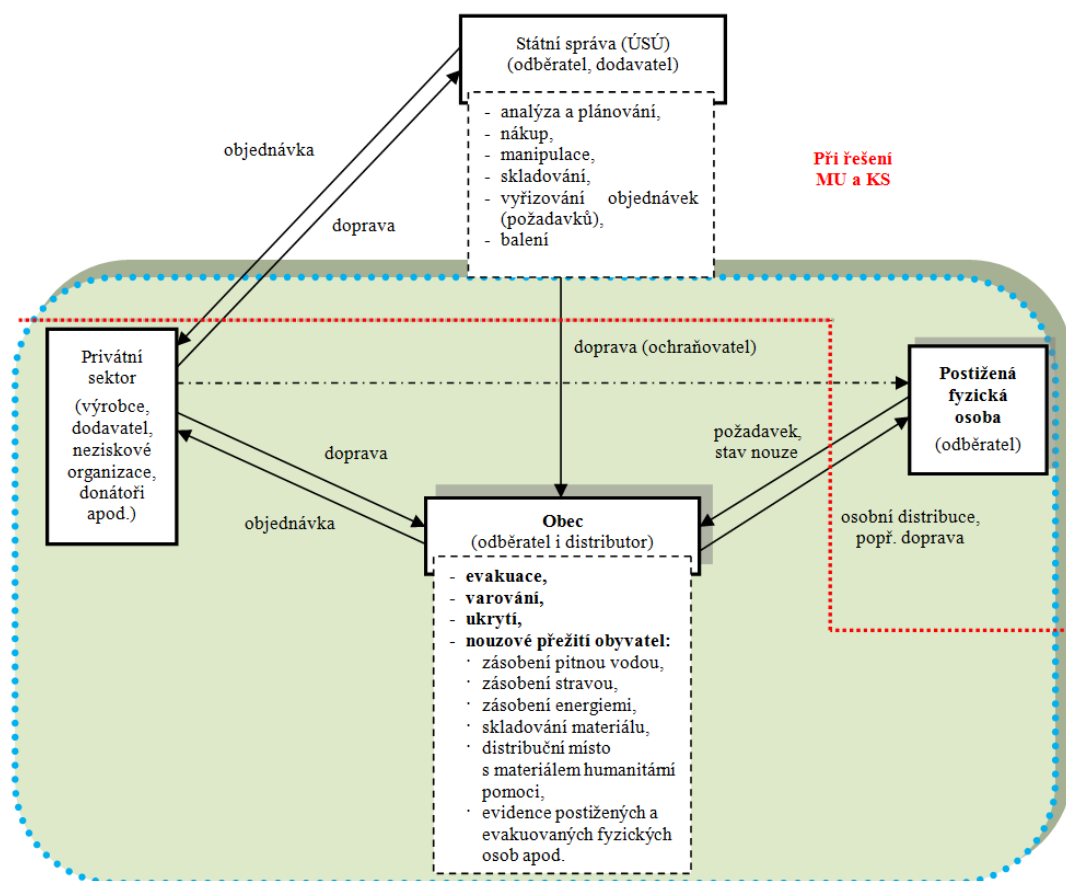 Státní správa (ÚSÚ)
(odběratel, dodavatel)
- analýza a plánování,
- nákup,
- manipulace,
- skladování,
- vyřizování objednávek
(požadavků),
- balení
Při řešení
MU a KS
objednávka
doprava
Privátní
sektor
(výrobce,
dodavatel,
neziskové
organizace,
donátoři
apod.)
doprava (ochraňovatel)
Postižená
fyzická
osoba
(odběratel)
požadavek,
stav nouze
doprava
objednávka
osobní distribuce,
popř. doprava
Obec
(odběratel i distributor)
- evakuace,
- varování,
- ukrytí,
- nouzové přežití obyvatel:
· zásobení pitnou vodou,
· zásobení stravou,
· zásobení energiemi,
· skladování materiálu,
· distribuční místo
s materiálem humanitární
pomoci,
· evidence postižených a
evakuovaných fyzických
osob apod.